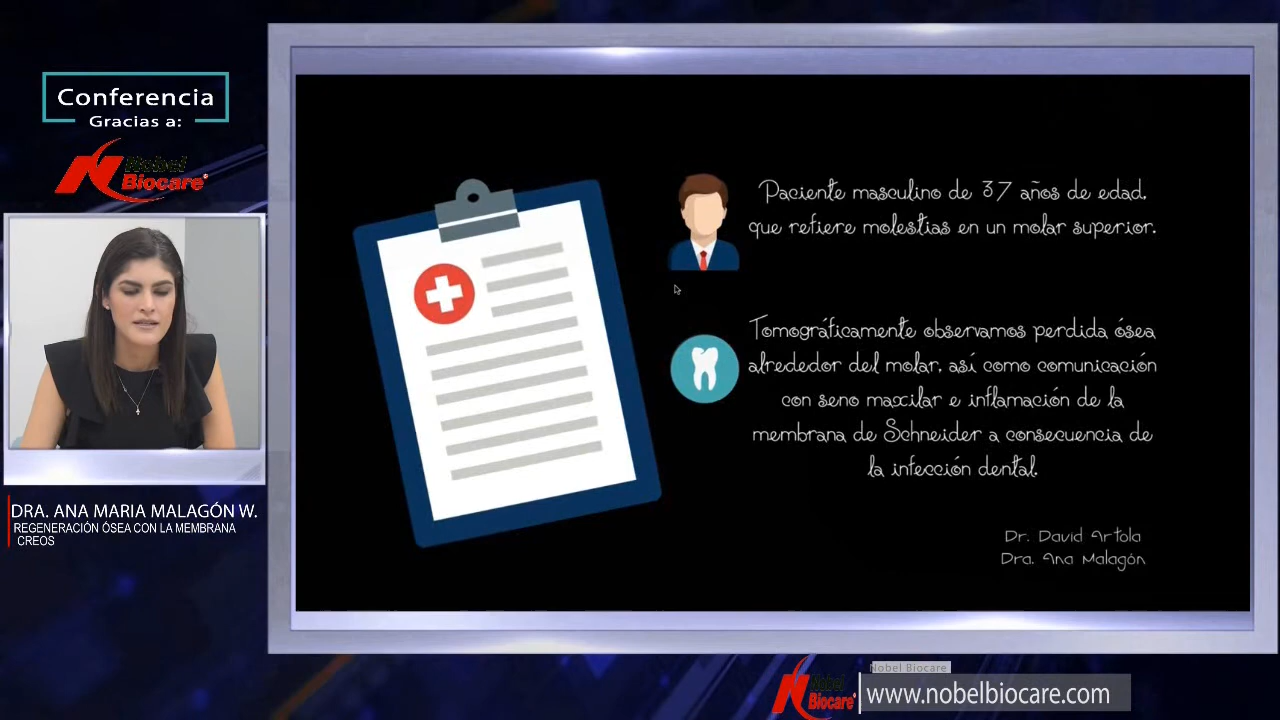 Conferencia
Gracias a:
Nobel
Biocare
DRA. ANA MARIA MALAGÓN W.
REGENERACIÓN ÓSEA CON LA MEMBRANA
CREOS
Paciente masculino de 37 años de edad,
que refiere molestias en un molar superior.
Tomográficamente observamos perdida ósea
alrededor del molar, así como comunicación
con seno maxilar e inflamación de la
membrana de Schneider a consecuencia de
la infección dental.
Dr. David Artola
Dra. Ana Malagón
Nobel Biocare
Nobel
Biocare
www.nobelbiocare.com